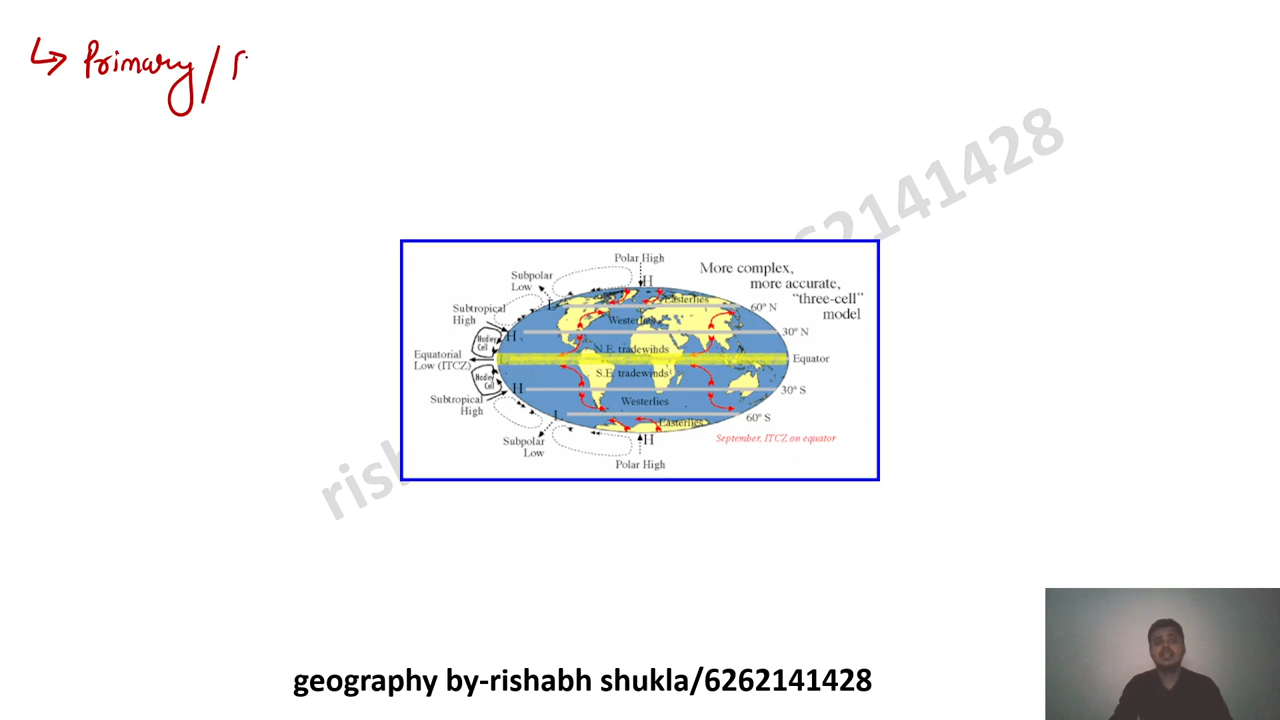 ↳ Primary /
62141428
rish
Polar High
H
Subpolar
Low
L
Subtropical
High
H
Hadley
Cell
Equatorial
Low (ITCZ)
Hadley
Cell
Subtropical
High
H
Subpolar
Low
L
Polar High
H
More complex,
more accurate,
"three-cell"
model
Easterlies
60° N
Westerlies
30° N
N.E. tradewinds
Equator
S.E. tradewinds
30° S
Westerlies
60° S
Easterlies
September, ITCZ on equator
geography by-rishabh shukla/6262141428